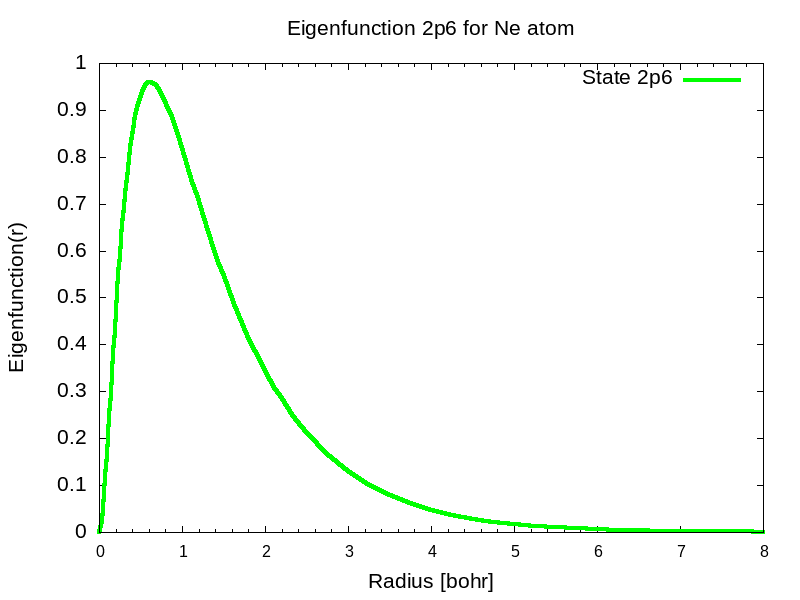 Eigenfunction 2p6 for Ne atom
State 2p6
1
0.9
0.8
0.7
0.6
0.5
0.4
0.3
0.2
0.1
0
Eigenfunction(r)
0 1 2 3 4 5 6 7 8
Radius [bohr]